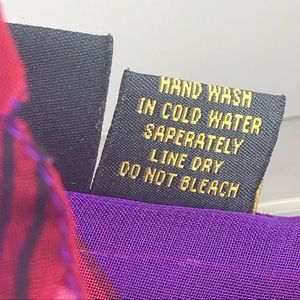 HAND WASH
IN COLD WATER
SAPERATELY
LINE DRY
DO NOT BLEACH